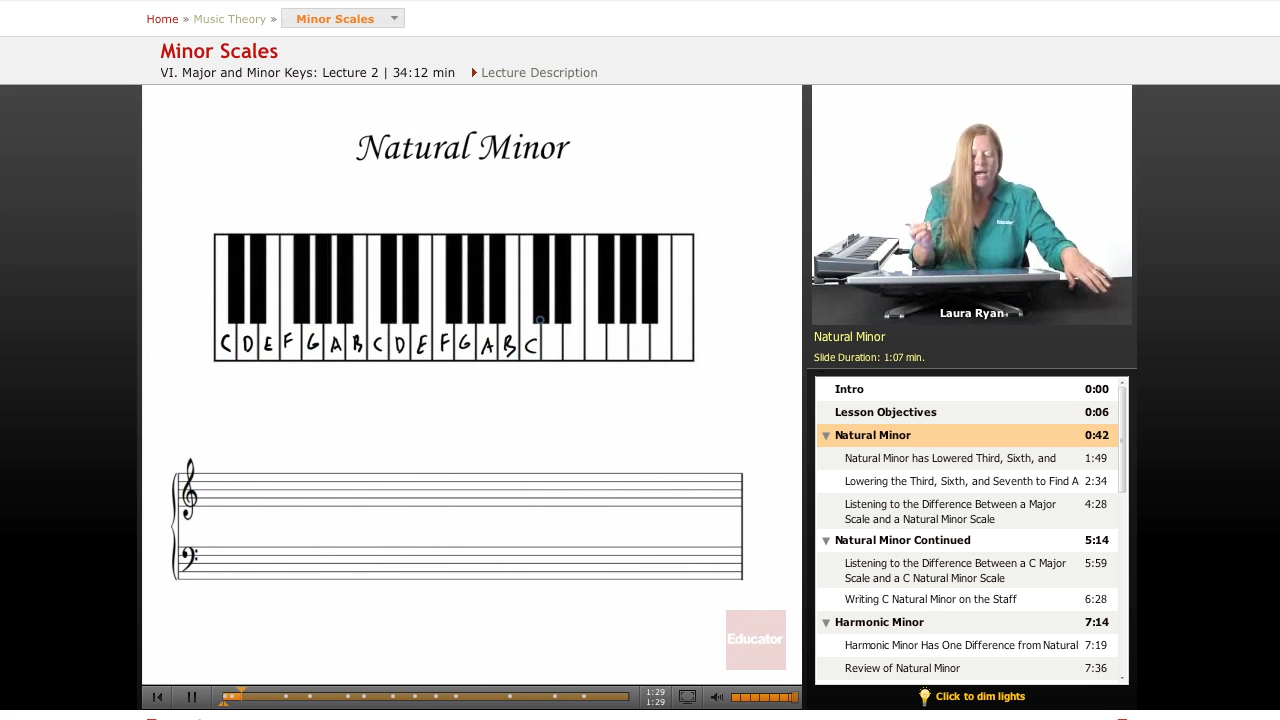 Home » Music Theory » Minor Scales
Minor Scales
VI. Major and Minor Keys: Lecture 2 | 34:12 min Lecture Description
Natural Minor
C D E F G A B C D E F G A B C
Educator
Laura Ryan
Natural Minor
Slide Duration: 1:07 min.
Intro 0:00
Lesson Objectives 0:06
Natural Minor 0:42
Natural Minor has Lowered Third, Sixth, and 1:49
Lowering the Third, Sixth, and Seventh to Find A 2:34
Listening to the Difference Between a Major 4:28
Scale and a Natural Minor Scale
Natural Minor Continued 5:14
Listening to the Difference Between a C Major 5:59
Scale and a C Natural Minor Scale
Writing C Natural Minor on the Staff 6:28
Harmonic Minor 7:14
Harmonic Minor Has One Difference from Natural 7:19
Review of Natural Minor 7:36
1:29
1:29
Click to dim lights